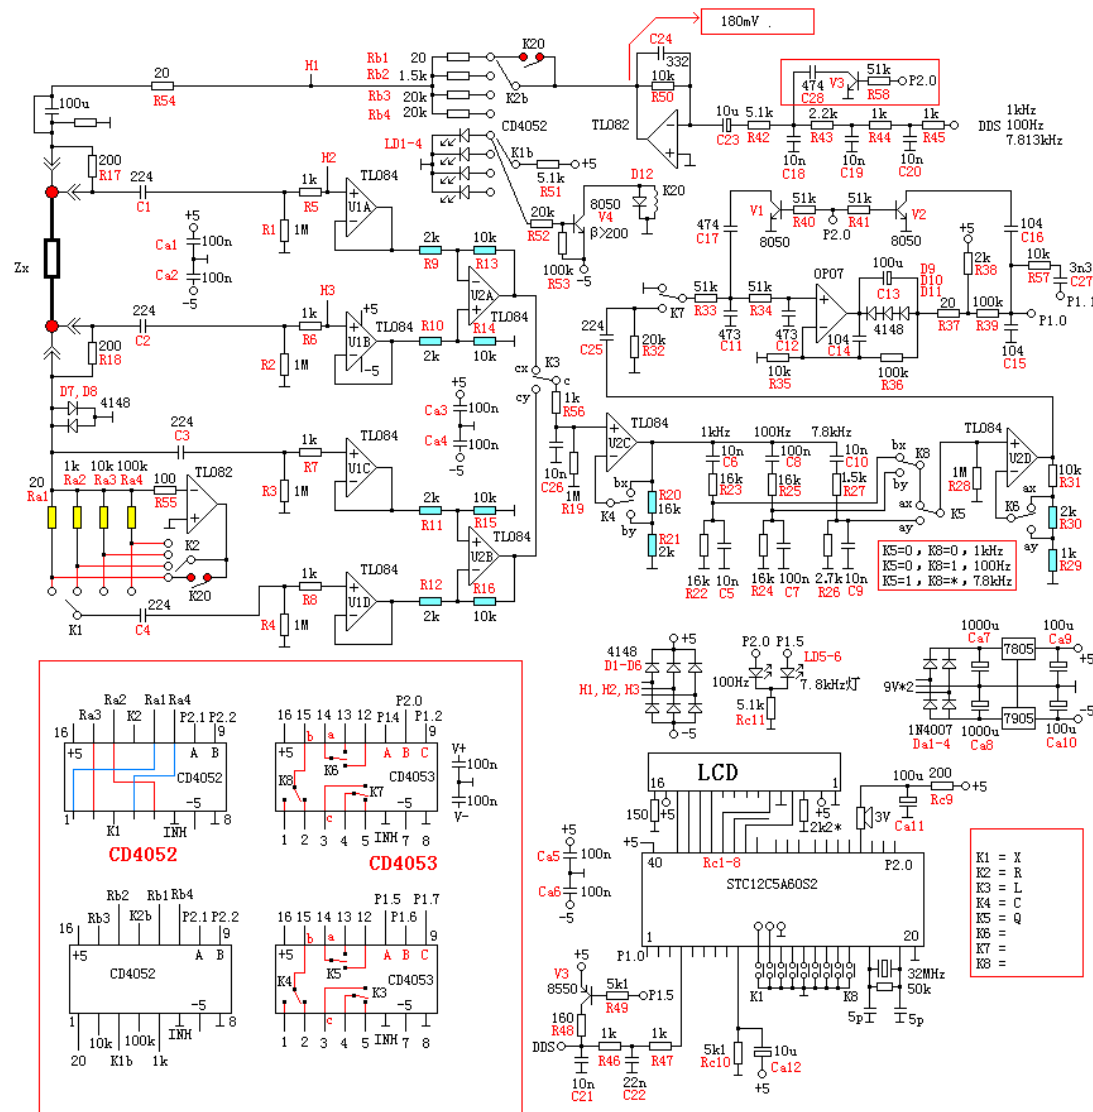 180mV .
C24
332
10k
R50
TL082
20
R54
H1
Rb1 20
Rb2 1.5k
Rb3 20k
Rb4 20k
K20
K2b
CD4052
LD1-4
K1b
+5
5.1k
R51
10u
C23
5.1k
R42
474
C28
V3
51k
R58
P2.0
2.2k
R43
1k
R44
1k
R45
10n
C18
10n
C19
10n
C20
DDS
1kHz
100Hz
7.813kHz
100u
200
R17
224
C1
H2
1k
R5
R1
1M
TL084
U1A
+5
Ca1
100n
Ca2
100n
-5
Zx
20k
R52
8050
V4
β>200
100k
R53
-5
D12
K20
2k
R9
10k
R13
U2A
TL084
R10
2k
R14
10k
474
C17
V1
8050
51k
R40
P2.0
51k
R41
V2
8050
104
C16
+5
2k
R38
10k
R57
3n3
C27
P1.1
K7
51k
R33
51k
R34
473
C11
473
C12
OP07
100u
C13
D9
D10
D11
4148
104
C14
20
R37
100k
R39
P1.0
104
C15
10k
R35
100k
R36
224
C25
20k
R32
224
C2
200
R18
H3
1k
R6
R2
1M
+5
TL084
U1B
-5
D7, D8
4148
C3
224
1k
R7
R3
1M
TL084
U1C
cx
cy
K3
c
1k
R56
+5
Ca3
100n
Ca4
100n
-5
10n
C26
1M
R19
TL084
U2C
bx
K4
by
R20
16k
R21
2k
1kHz
10n
C6
16k
R23
100Hz
100n
C8
16k
R25
7.8kHz
C10
10n
1.5k
R27
16k
R22
10n
C5
16k
R24
100n
C7
2.7k
R26
10n
C9
bx
by
K8
ax
ay
K5
1M
R28
TL084
U2D
ax
K6
ay
10k
R31
2k
R30
1k
R29
K5=0, K8=0, 1kHz
K5=0, K8=1, 100Hz
K5=1, K8=*, 7.8kHz
20
Ra1
1k
Ra2
10k
Ra3
100k
Ra4
100
R55
TL082
K2
K20
K1
224
C4
R11
2k
R15
10k
TL084
U2B
R12
2k
R16
10k
1k
R8
R4
1M
TL084
U1D
+5
4148
D1-D6
H1, H2, H3
-5
P2.0 P1.5
LD5-6
100Hz
7.8kHz灯
5.1k
Rc11
9V*2
1N4007
Da1-4
1000u
Ca7
7805
100u
Ca9
+5
1000u
Ca8
7905
100u
Ca10
-5
Ra2 Ra1
Ra3 K2 Ra4
P2.1 P2.2
16 9
+5 A B
CD4052
-5
1 K1 INH 8
CD4052
P2.0
16 15 14 13 12 P1.4 P1.2
9
b a
+5 A B C
K8 K6 K7
CD4053
c -5
1 2 3 4 5 INH 7 8
CD4053
V+
100n
100n
V-
Rb2 Rb1
Rb3 K2b Rb4
P2.1 P2.2
16 9
+5 A B
CD4052
-5
1 INH 8
10k 100k
20 K1b 1k
P1.5 P1.7
16 15 14 13 12 P1.6
9
b a
+5 A B C
K4 K5 K3
CD4053
c -5
1 2 3 4 5 INH 7 8
LCD
16 1
150
+5
+5
2k2*
3V
100u
Ca11
200
Rc9
+5
+5
40
Rc1-8
P2.0
STC12C5A60S2
1
P1.0
20
+5
Ca5
100n
Ca6
100n
-5
K1 K8
32MHz
50k
5p 5p
V3
8550
5k1
R49
P1.5
160
R48
DDS
1k
R46
1k
R47
10n
C21
22n
C22
5k1
Rc10
10u
Ca12
+5
K1 = X
K2 = R
K3 = L
K4 = C
K5 = Q
K6 =
K7 =
K8 =